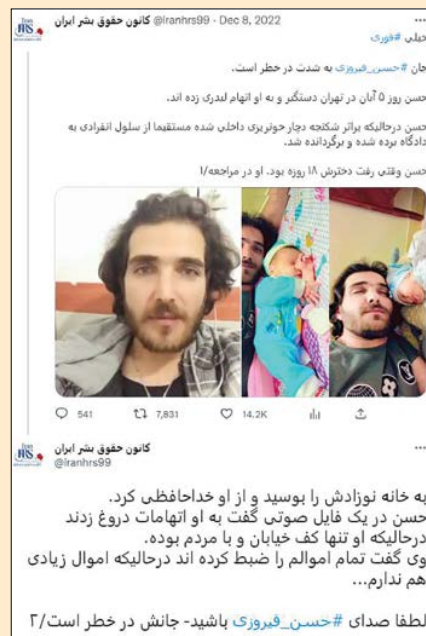 کانون حقوق بشر ایران @iranhrs99 · Dec 8, 2022
خیلی #فوری
جان #حسن_فیروزی به شدت در خطر است.
حسن روز ۵ آبان در تهران دستگیر و به او اتهام لیدری زده اند.
حسن درحالیکه براثر شکنجه دچار خونریزی داخلی شده مستقیما از سلول انفرادی به
دادگاه برده شده و برگردانده شد.
حسن وقتی رفت دخترش ۱۸ روزه بود. او در مراجعه/۱
541 7,831 14.2K
کانون حقوق بشر ایران
@iranhrs99
به خانه نوزادش را بوسید و از او خداحافظی کرد.
حسن در یک فایل صوتی گفت به او اتهامات دروغ زدند
درحالیکه او تنها کف خیابان و با مردم بوده.
وی گفت تمام اموالم را ضبط کرده اند درحالیکه اموال زیادی
هم ندارم...
لطفا صدای #حسن_فیروزی باشید- جانش در خطر است/۲